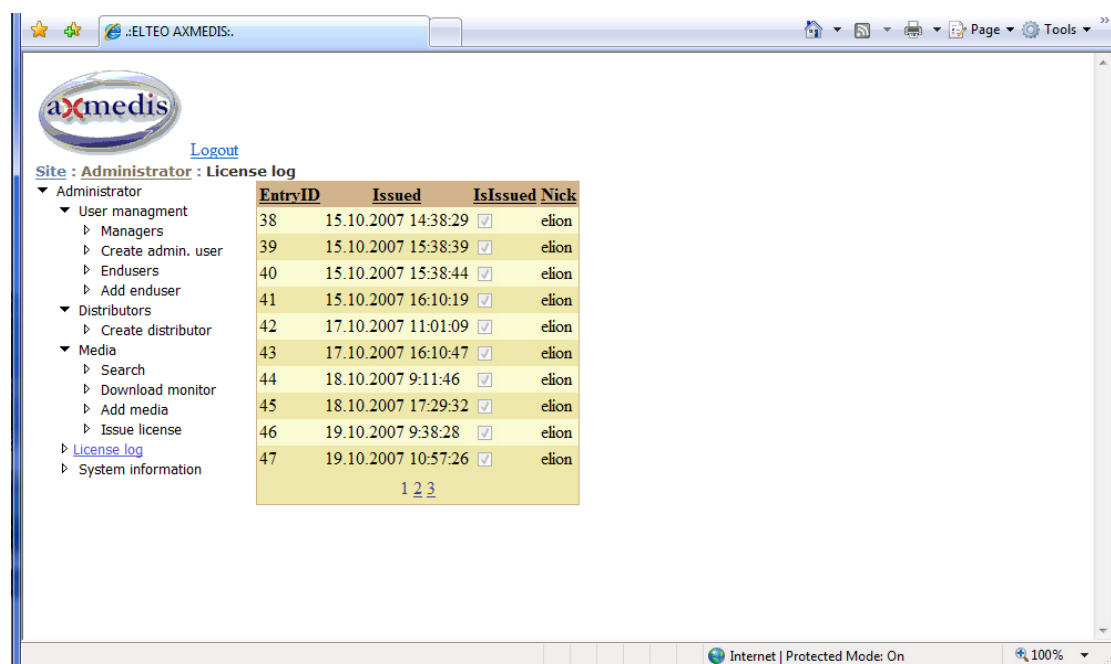 .:ELTEO AXMEDIS:.
Page Tools »
axmedis
Logout
Site : Administrator : License log
Administrator
User managment
Managers
Create admin. user
Endusers
Add enduser
Distributors
Create distributor
Media
Search
Download monitor
Add media
Issue license
License log
System information
EntryID Issued IsIssued Nick
38 15.10.2007 14:38:29 elion
39 15.10.2007 15:38:39 elion
40 15.10.2007 15:38:44 elion
41 15.10.2007 16:10:19 elion
42 17.10.2007 11:01:09 elion
43 17.10.2007 16:10:47 elion
44 18.10.2007 9:11:46 elion
45 18.10.2007 17:29:32 elion
46 19.10.2007 9:38:28 elion
47 19.10.2007 10:57:26 elion
1 2 3
Internet | Protected Mode: On 100%